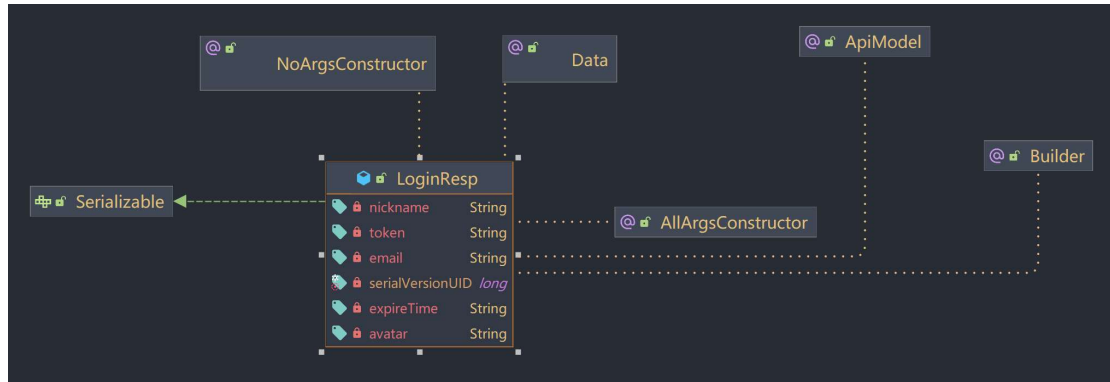 NoArgsConstructor
Data
ApiModel
Builder
LoginResp
Serializable
nickname String
token String
email String
serialVersionUID long
expireTime String
avatar String
AllArgsConstructor